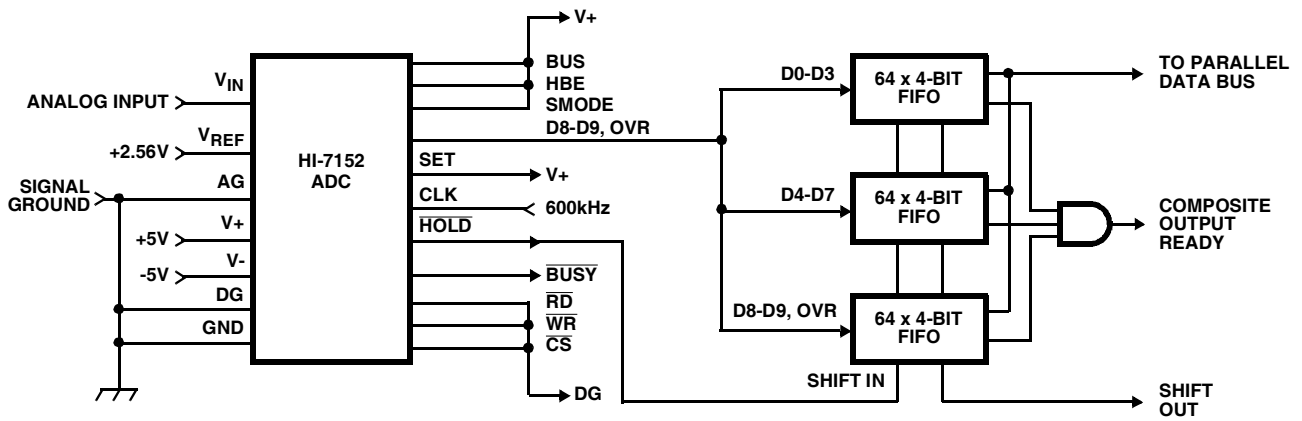 V+
BUS
HBE
SMODE
D8-D9, OVR
SET
V+
CLK
600kHz
HOLD
BUSY
RD
WR
CS
DG
VIN
ANALOG INPUT
VREF
+2.56V
AG
SIGNAL
GROUND
V+
+5V
V-
-5V
DG
GND
HI-7152
ADC
D0-D3
64 x 4-BIT
FIFO
D4-D7
64 x 4-BIT
FIFO
D8-D9, OVR
64 x 4-BIT
FIFO
SHIFT IN
TO PARALLEL
DATA BUS
COMPOSITE
OUTPUT
READY
SHIFT
OUT